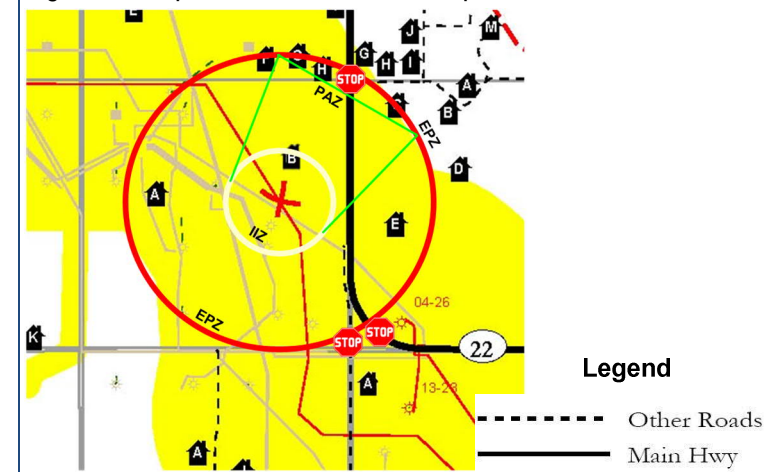 J
M
G
H
I
H
STOP
A
PAZ
B
EPZ
B
D
A
E
IIZ
EPZ
04-26
STOP
STOP
K
22
Legend
A
13-23
Other Roads
A
Main Hwy